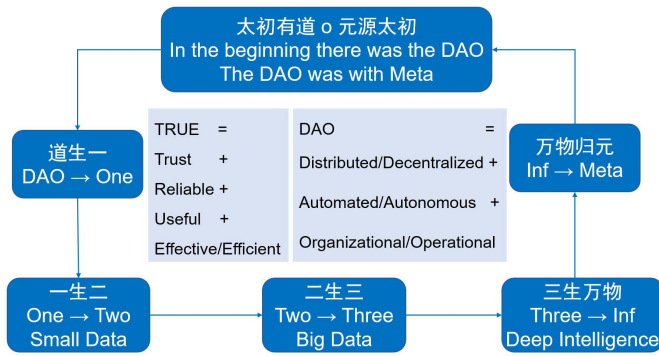 太初有道 o 元源太初
In the beginning there was the DAO
The DAO was with Meta
道生一
DAO → One
TRUE =
Trust +
Reliable +
Useful +
Effective/Efficient
DAO =
Distributed/Decentralized +
Automated/Autonomous +
Organizational/Operational
万物归元
Inf → Meta
一生二
One → Two
Small Data
二生三
Two → Three
Big Data
三生万物
Three → Inf
Deep Intelligence